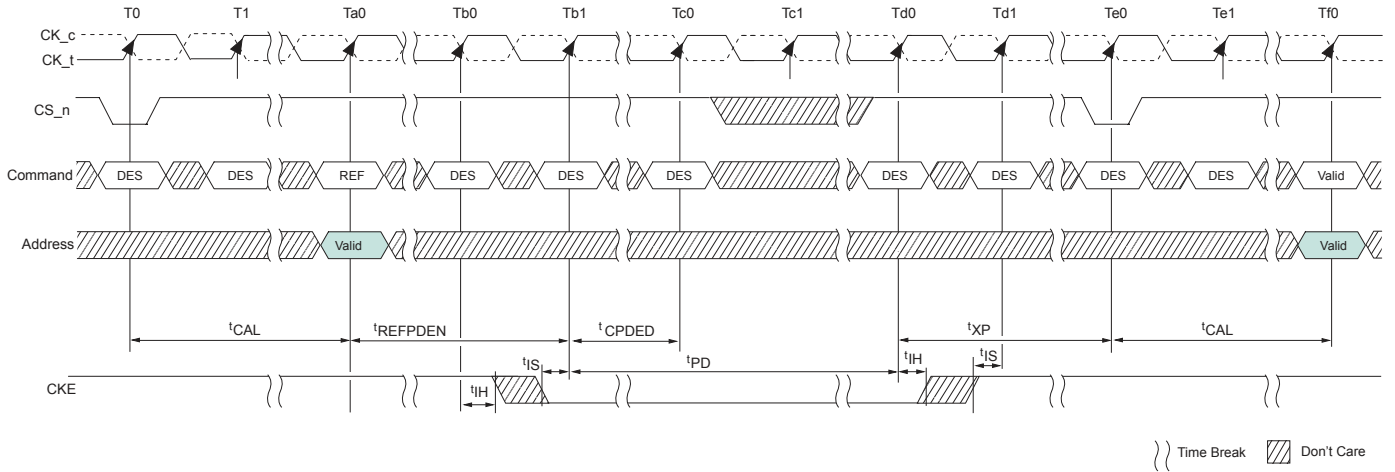 T0 T1 Ta0 Tb0 Tb1 Tc0 Tc1 Td0 Td1 Te0 Te1 Tf0
CK_c
CK_t
CS_n
Command DES DES REF DES DES DES DES DES DES DES Valid
Address Valid Valid
tCAL tREFPDEN tCPDED tXP tCAL
tIS tPD tIH tIS
CKE tIH
Time Break Don't Care